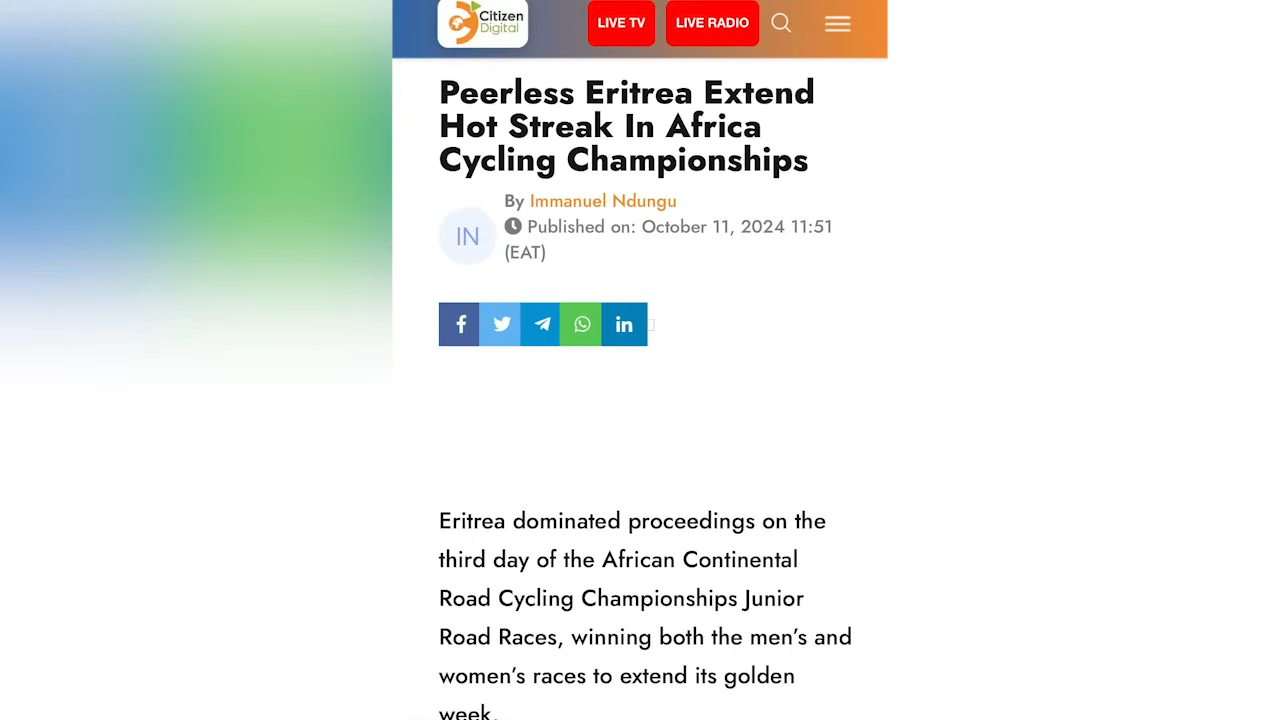 Citizen
Digital
LIVE TV
LIVE RADIO
Peerless Eritrea Extend
Hot Streak In Africa
Cycling Championships
By Immanuel Ndungu
IN
Published on: October 11, 2024 11:51
(EAT)
Eritrea dominated proceedings on the
third day of the African Continental
Road Cycling Championships Junior
Road Races, winning both the men’s and
women’s races to extend its golden
week.